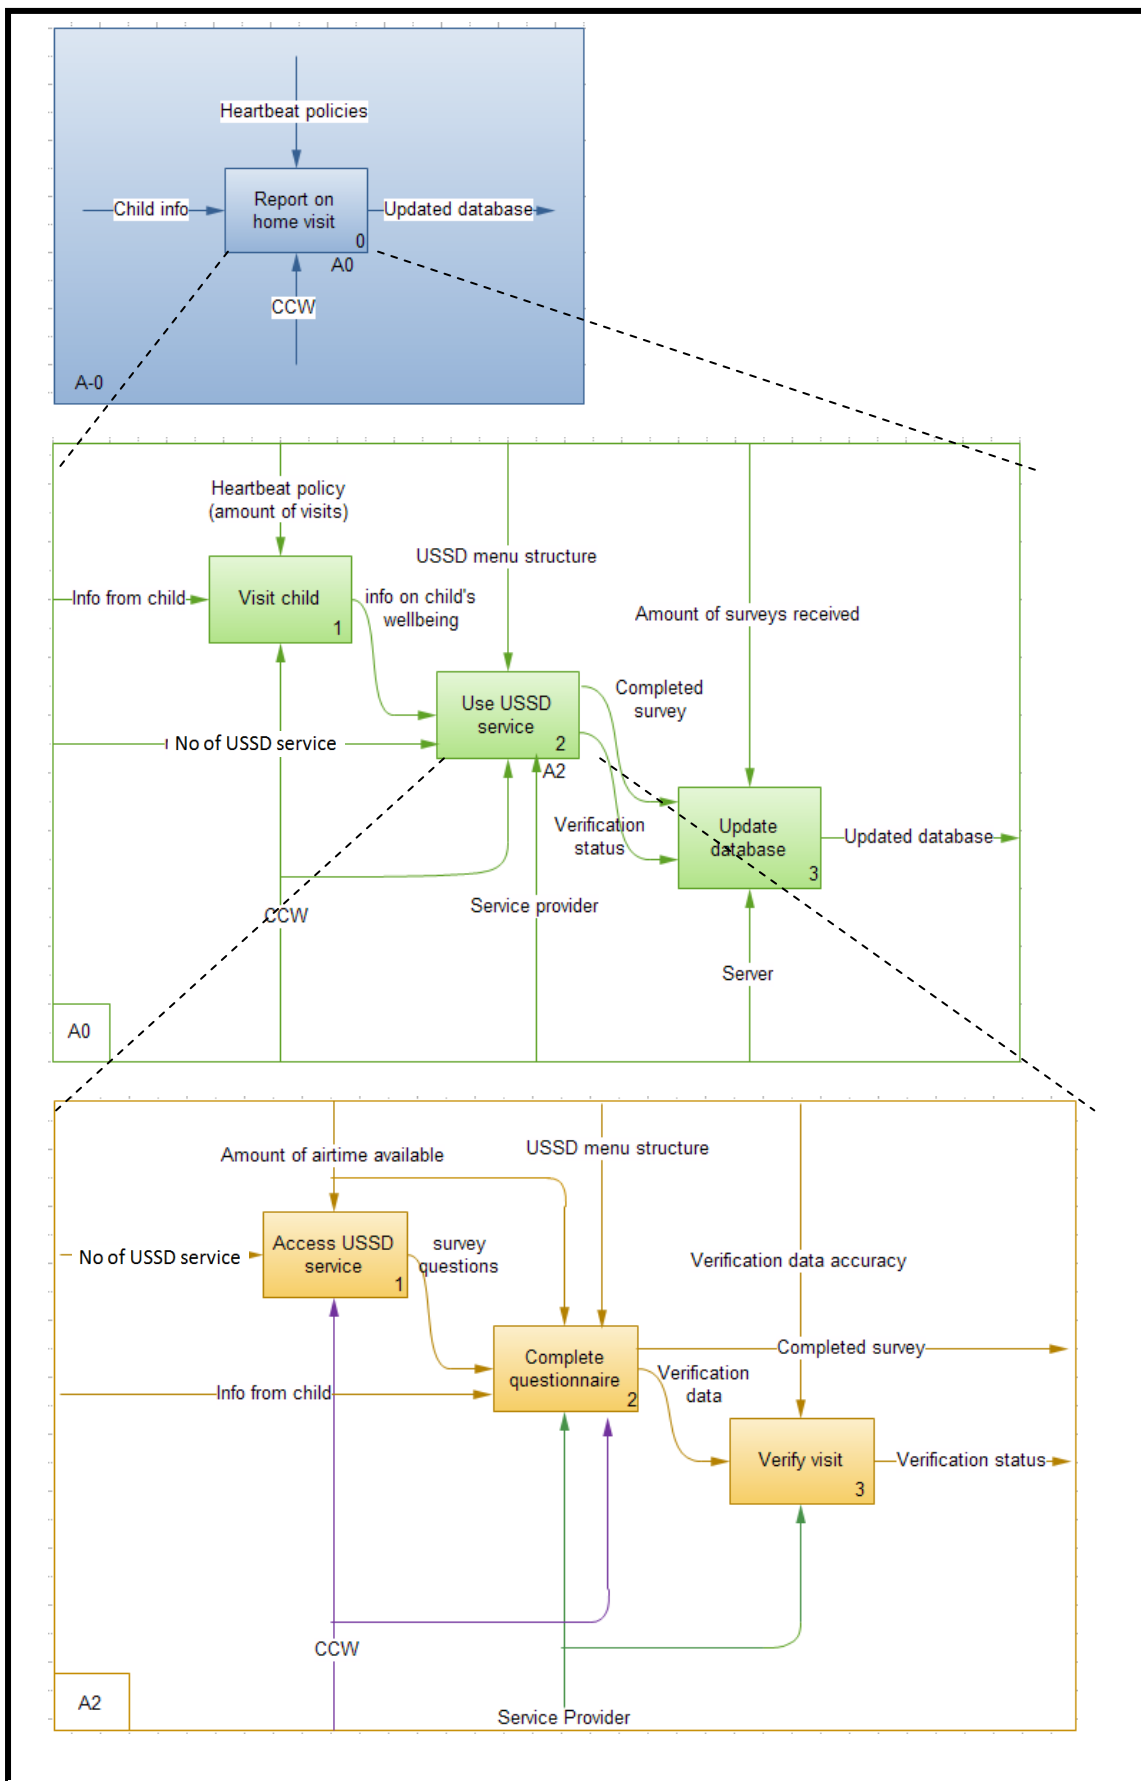 Heartbeat policies
Child info
Report on
home visit
0
Updated database
A0
CCW
A-0
Heartbeat policy
(amount of visits)
USSD menu structure
Info from child
Visit child
1
info on child's
wellbeing
Amount of surveys received
Use USSD
service
2
Completed
survey
No of USSD service
A2
Verification
status
Update
database
3
Updated database
CCW
Service provider
Server
A0
Amount of airtime available
USSD menu structure
No of USSD service
Access USSD
service
1
survey
questions
Verification data accuracy
Complete
questionnaire
2
Completed survey
Info from child
Verification
data
Verify visit
3
Verification status
CCW
A2
Service Provider